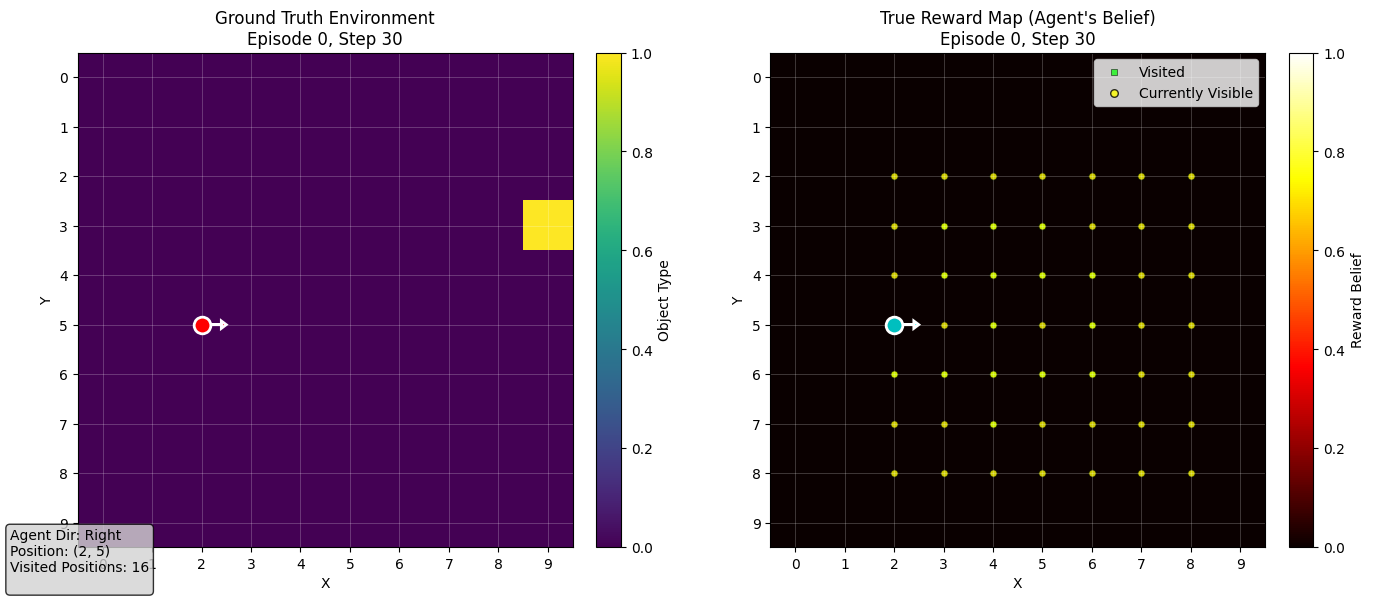 Ground Truth Environment
Episode 0, Step 30
0
1
2
3
4
5
6
7
8
9
Y
0 1 2 3 4 5 6 7 8 9
X
Agent Dir: Right
Position: (2, 5)
Visited Positions: 16
1.0
0.8
0.6
0.4
0.2
0.0
Object Type
True Reward Map (Agent's Belief)
Episode 0, Step 30
Visited
Currently Visible
0
1
2
3
4
5
6
7
8
9
Y
0 1 2 3 4 5 6 7 8 9
X
1.0
0.8
0.6
0.4
0.2
0.0
Reward Belief